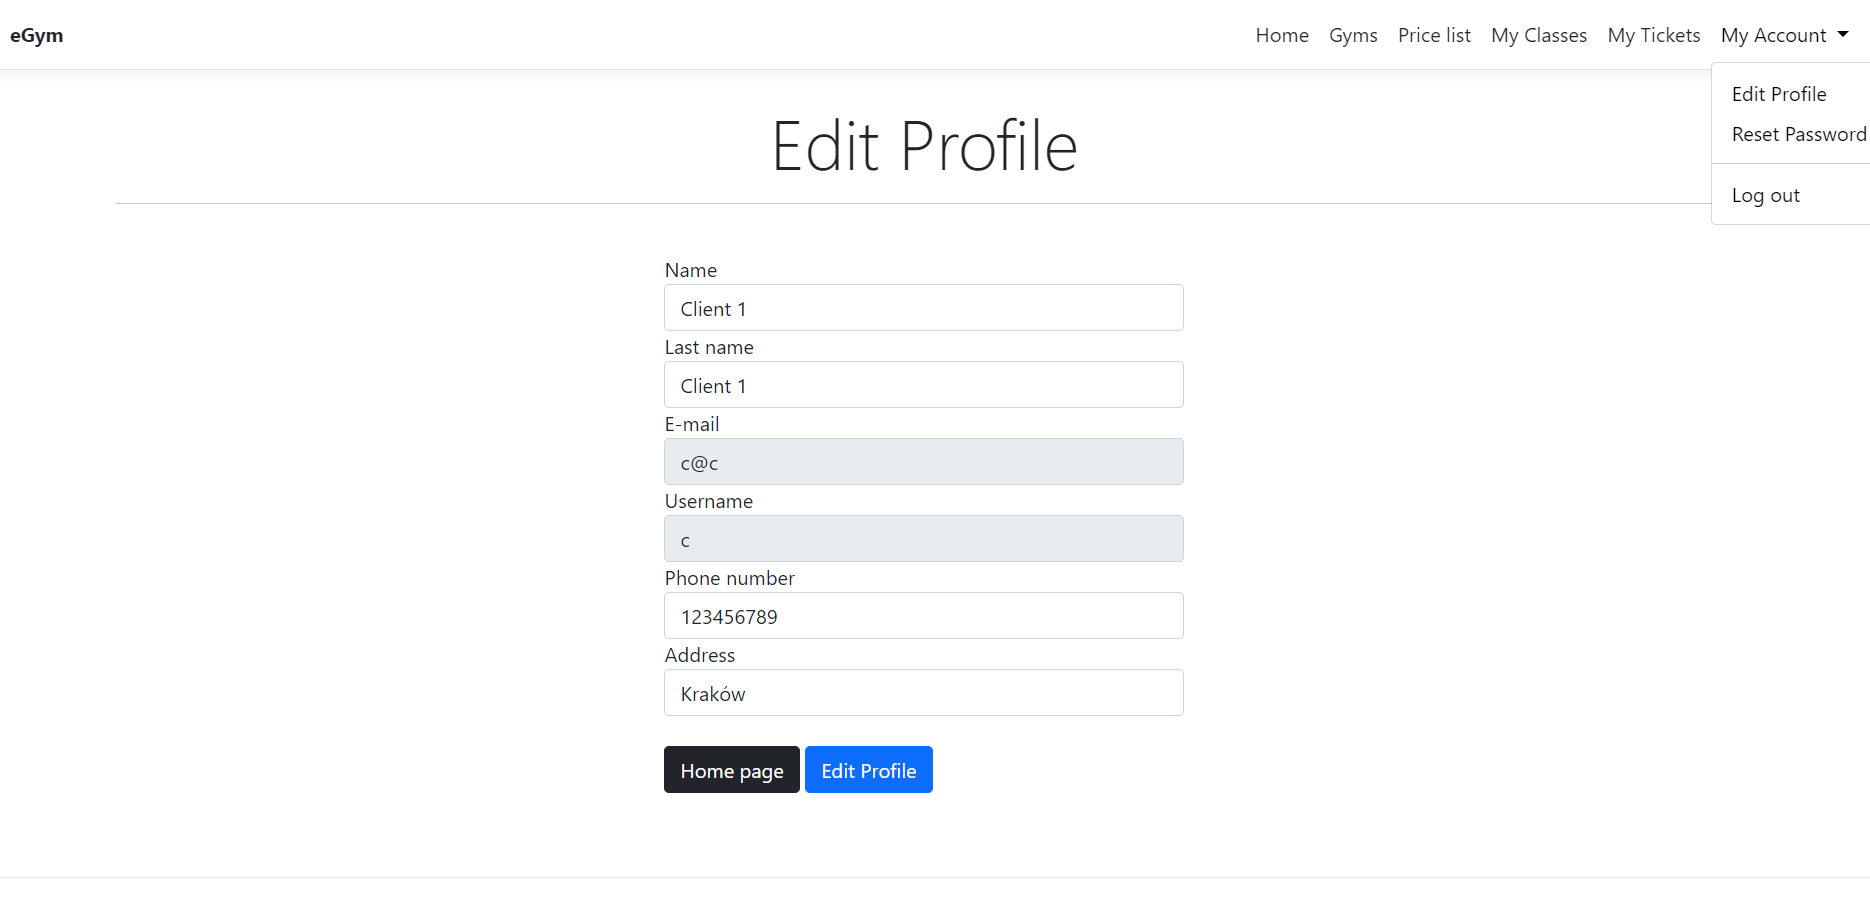 eGym
Home Gyms Price list My Classes My Tickets My Account
Edit Profile
Reset Password
Log out
Edit Profile
Name
Client 1
Last name
Client 1
E-mail
c@c
Username
c
Phone number
123456789
Address
Kraków
Home page Edit Profile